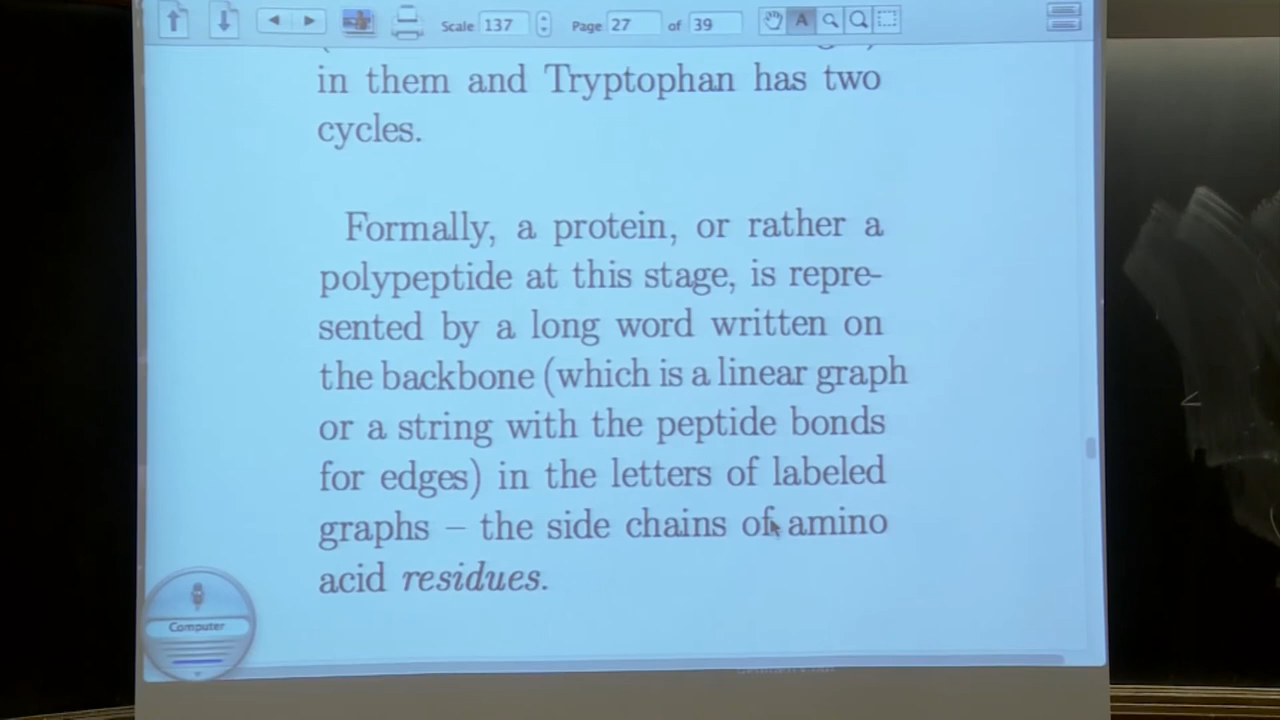 Scale 137 Page 27 of 39
in them and Tryptophan has two
cycles.
Formally, a protein, or rather a
polypeptide at this stage, is repre-
sented by a long word written on
the backbone (which is a linear graph
or a string with the peptide bonds
for edges) in the letters of labeled
graphs – the side chains of amino
acid residues.
Computer